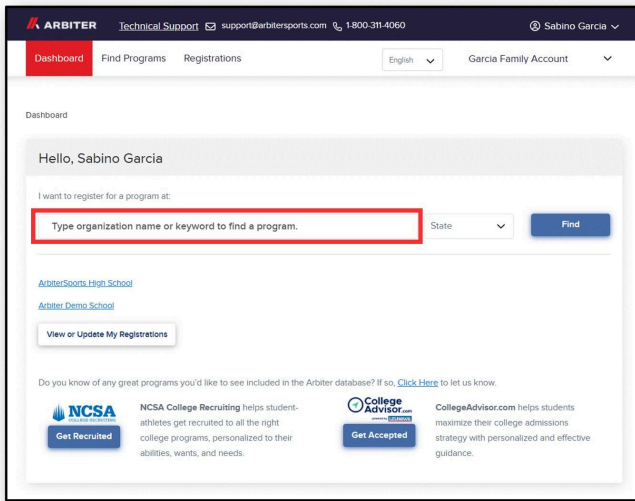 ARBITER Technical Support support@arbitersports.com 1-800-311-4060 Sabino Garcia
Dashboard Find Programs Registrations English Garcia Family Account
Dashboard
Hello, Sabino Garcia
I want to register for a program at:
Type organization name or keyword to find a program. State Find
ArbiterSports High School
Arbiter Demo School
View or Update My Registrations
Do you know of any great programs you'd like to see included in the Arbiter database? If so, Click Here to let us know.
NCSA
COLLEGE RECRUITING
Get Recruited
NCSA College Recruiting helps student-
athletes get recruited to all the right
college programs, personalized to their
abilities, wants, and needs.
College
Advisor.com
Get Accepted
CollegeAdvisor.com helps students
maximize their college admissions
strategy with personalized and effective
guidance.